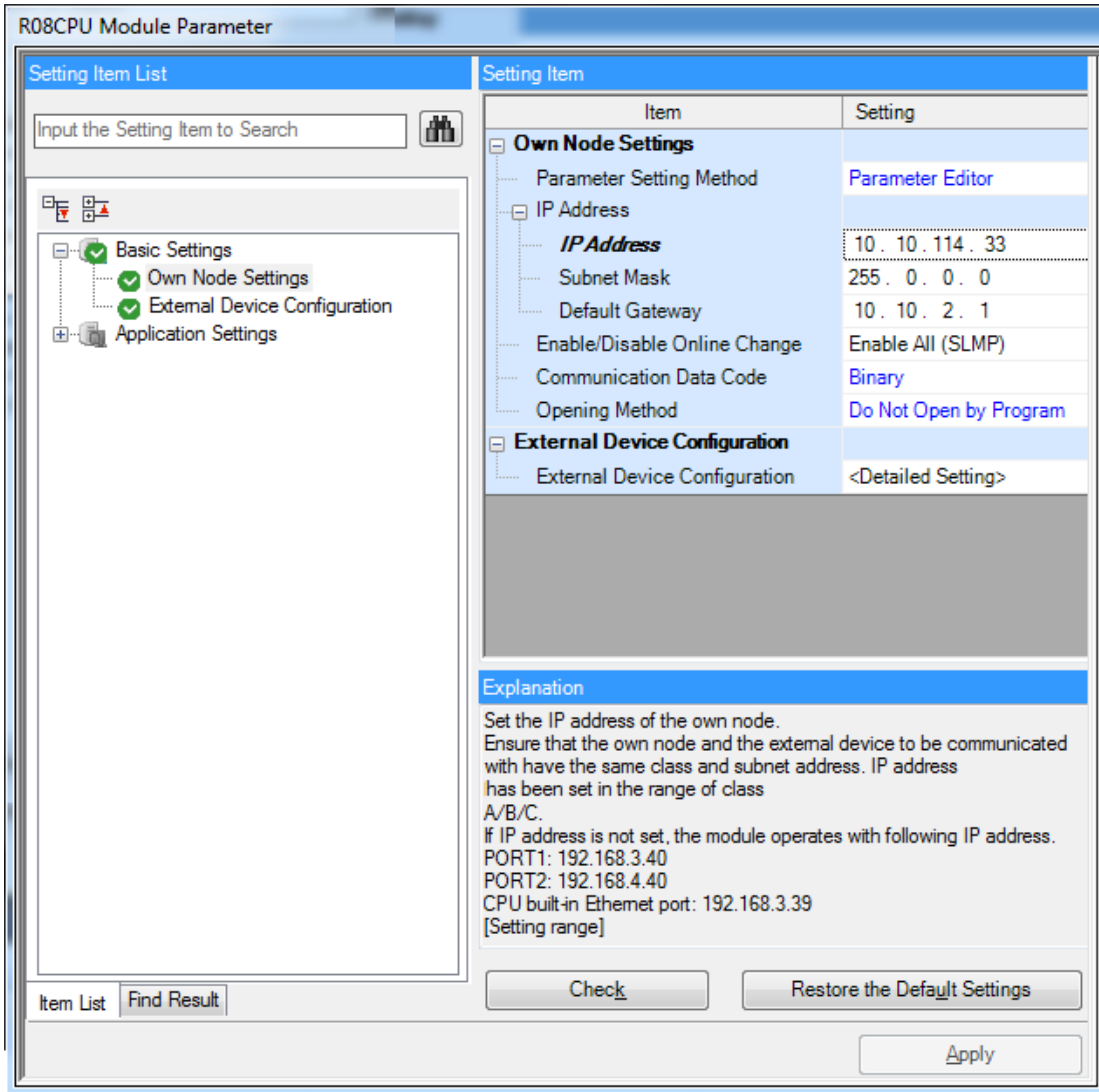 R08CPU Module Parameter
Setting Item List
Input the Setting Item to Search
Basic Settings
Own Node Settings
External Device Configuration
Application Settings
Item List
Find Result
Setting Item
Item Setting
Own Node Settings
Parameter Setting Method Parameter Editor
IP Address
IP Address 10 . 10 . 114 . 33
Subnet Mask 255 . 0 . 0 . 0
Default Gateway 10 . 10 . 2 . 1
Enable/Disable Online Change Enable All (SLMP)
Communication Data Code Binary
Opening Method Do Not Open by Program
External Device Configuration
External Device Configuration <Detailed Setting>
Explanation
Set the IP address of the own node.
Ensure that the own node and the external device to be communicated
with have the same class and subnet address. IP address
has been set in the range of class
A/B/C.
If IP address is not set, the module operates with following IP address.
PORT1: 192.168.3.40
PORT2: 192.168.4.40
CPU built-in Ethernet port: 192.168.3.39
[Setting range]
Check Restore the Default Settings
Apply